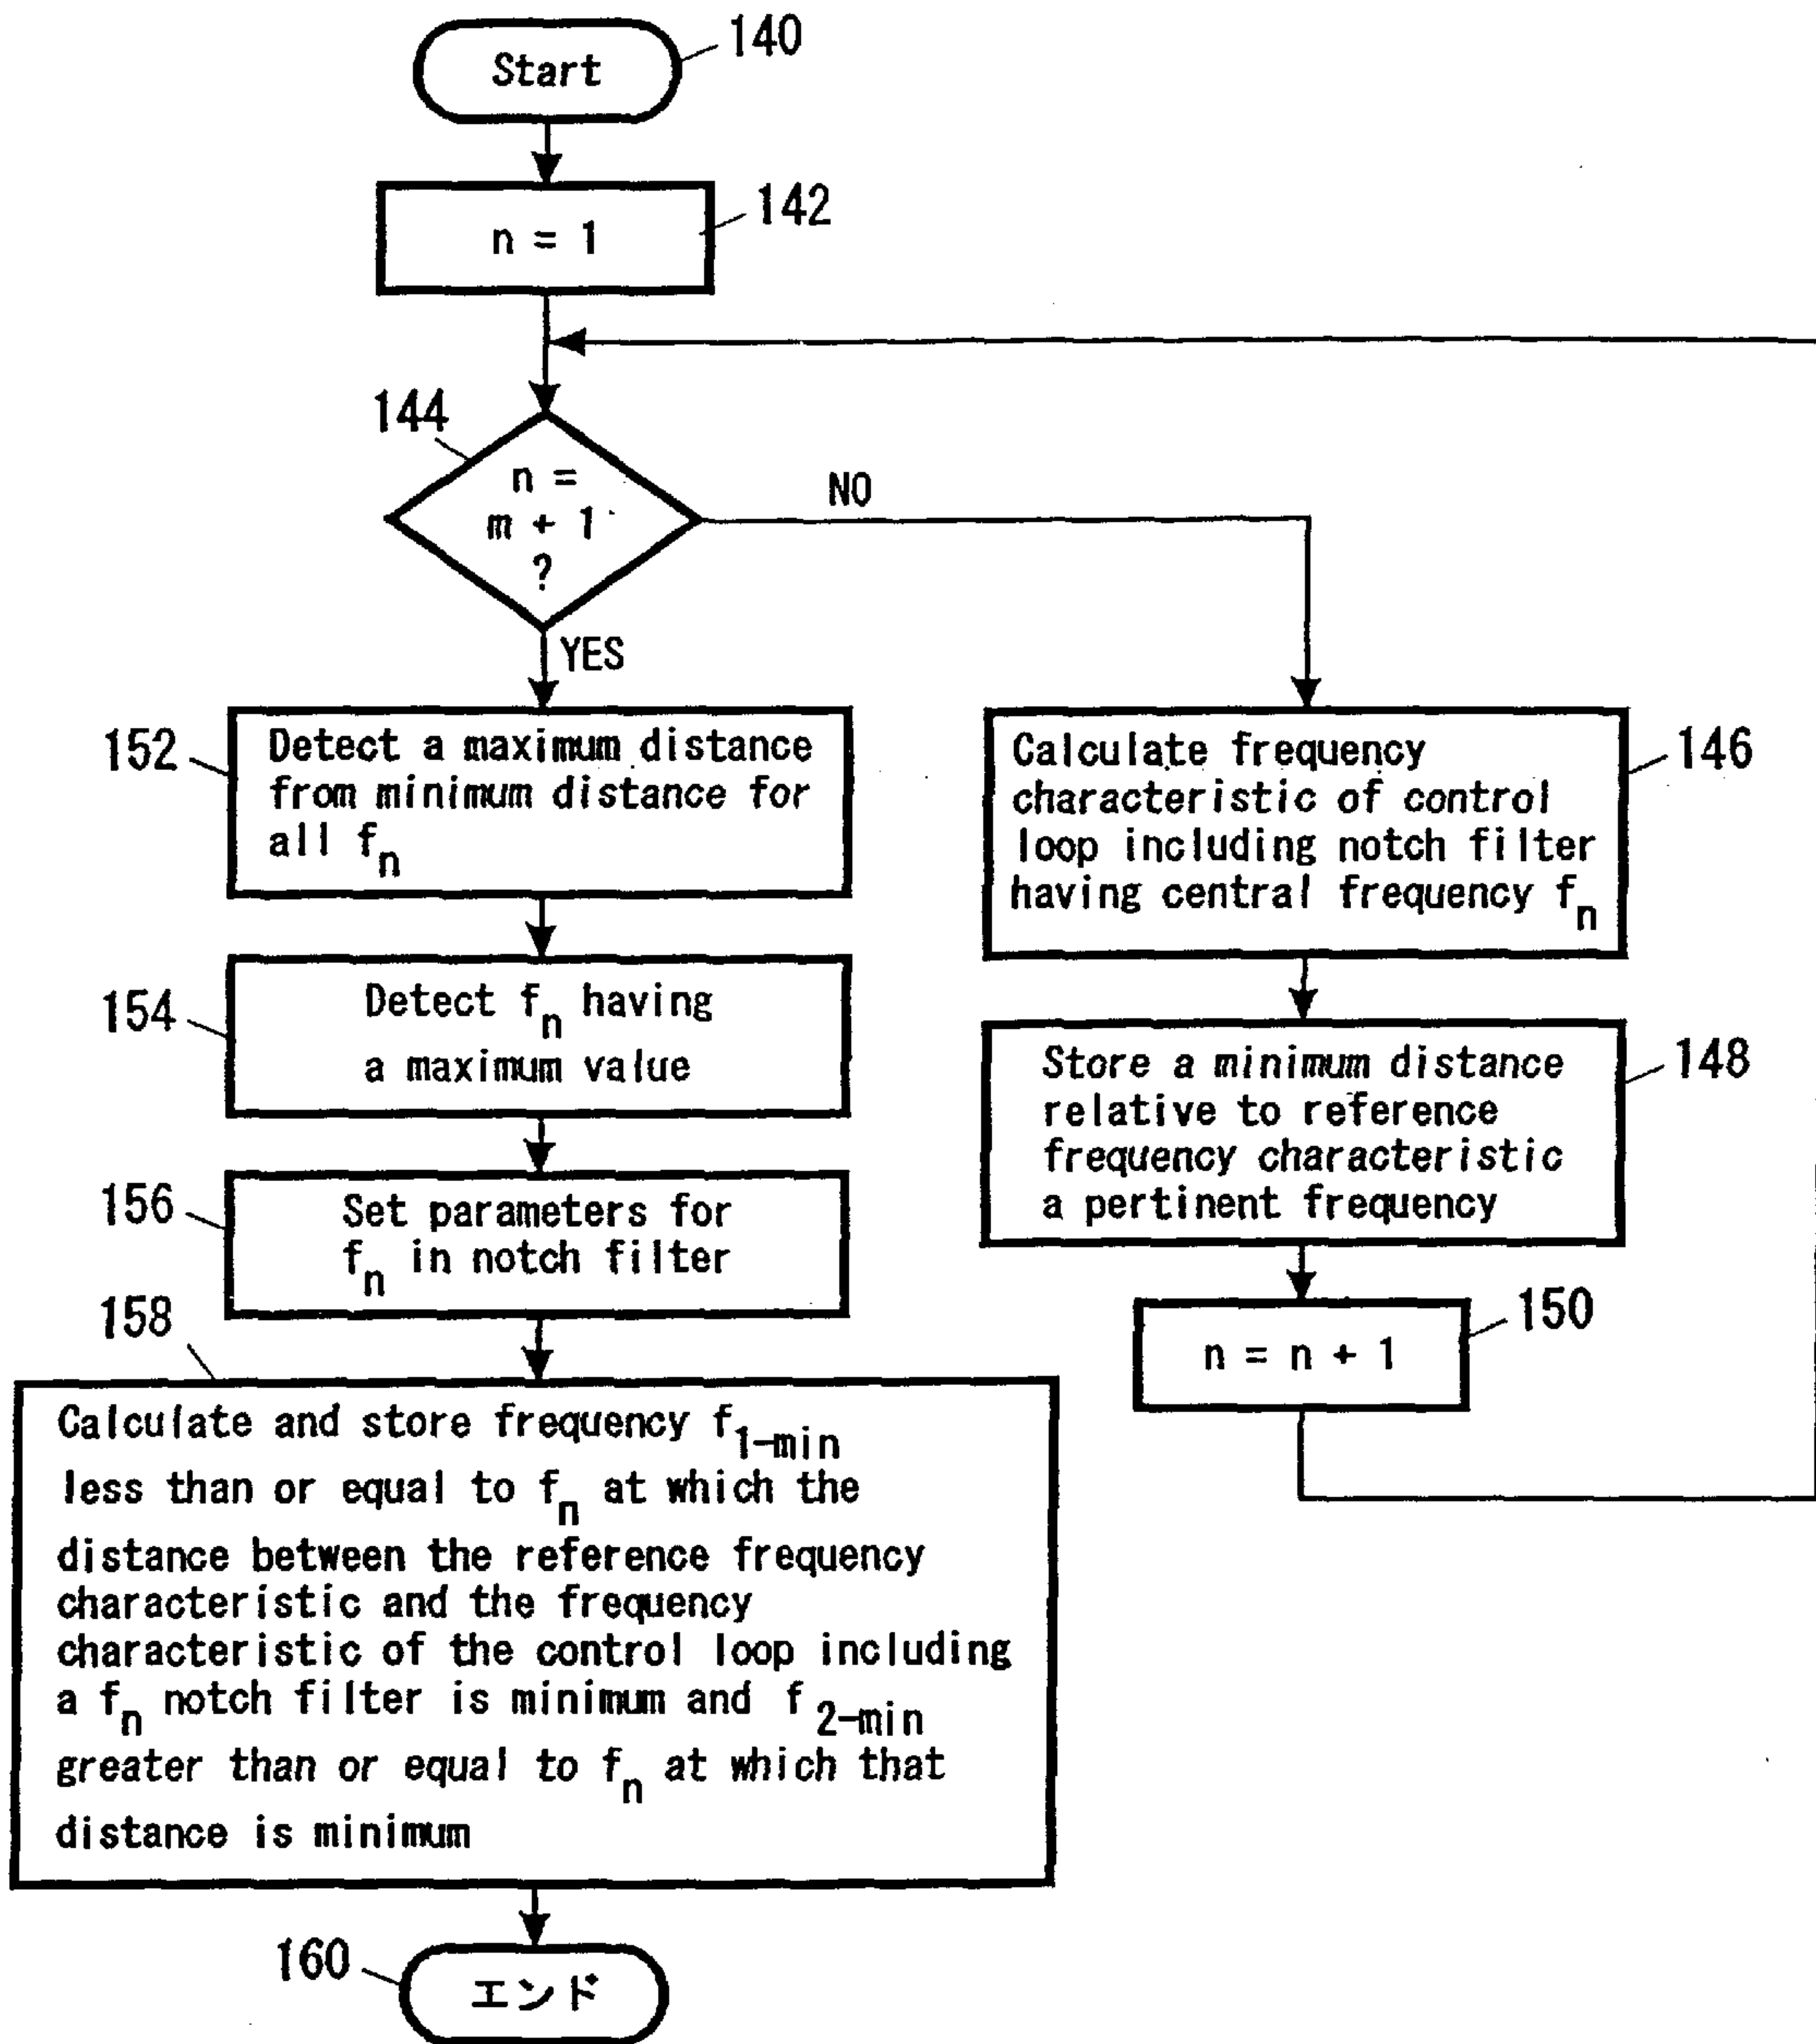 140
Start
142
n = 1
144
n =
m + 1
?
NO
YES
152
Detect a maximum distance
from minimum distance for
all fn
146
Calculate frequency
characteristic of control
loop including notch filter
having central frequency fn
154
Detect fn having
a maximum value
148
Store a minimum distance
relative to reference
frequency characteristic
a pertinent frequency
156
Set parameters for
fn in notch filter
150
n = n + 1
158
Calculate and store frequency f1-min
less than or equal to fn at which the
distance between the reference frequency
characteristic and the frequency
characteristic of the control loop including
a fn notch filter is minimum and f2-min
greater than or equal to fn at which that
distance is minimum
160
エンド